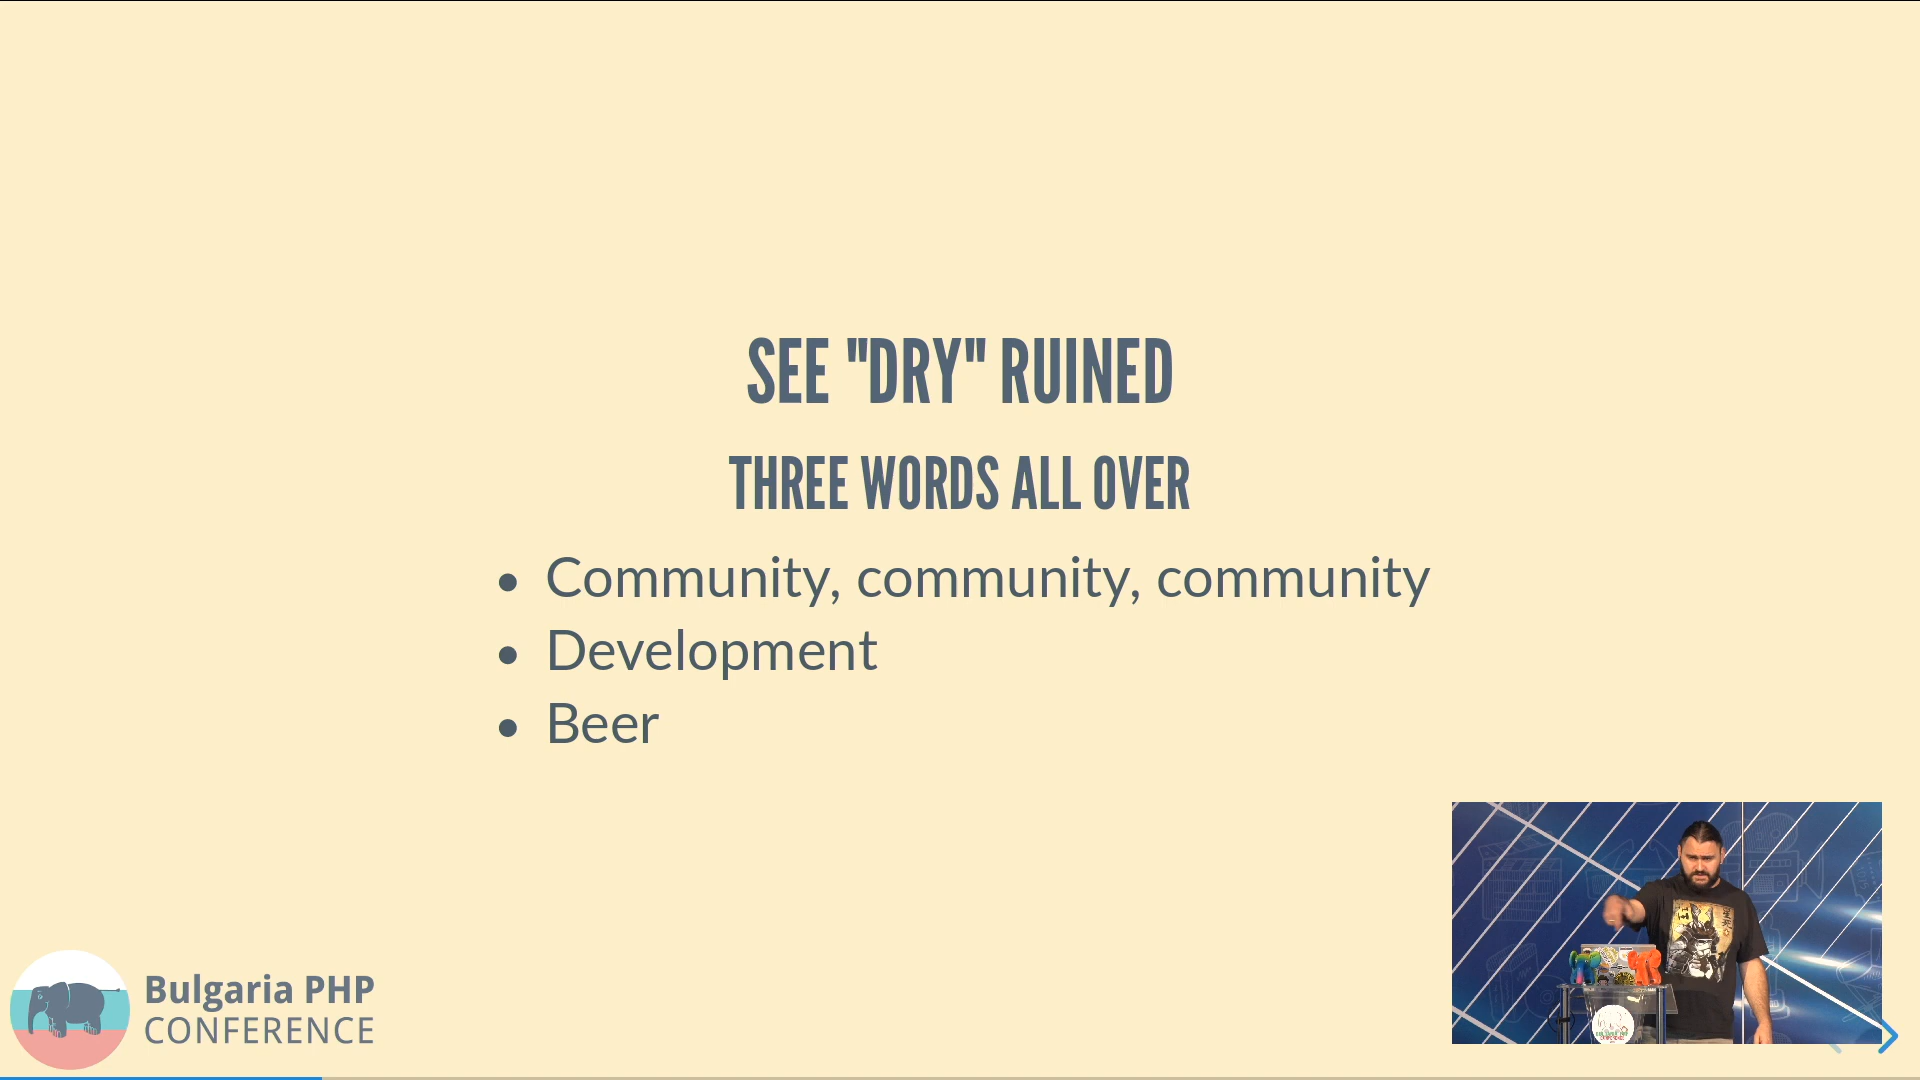 SEE "DRY" RUINED
THREE WORDS ALL OVER
Community, community, community
Development
Beer
Bulgaria PHP
CONFERENCE